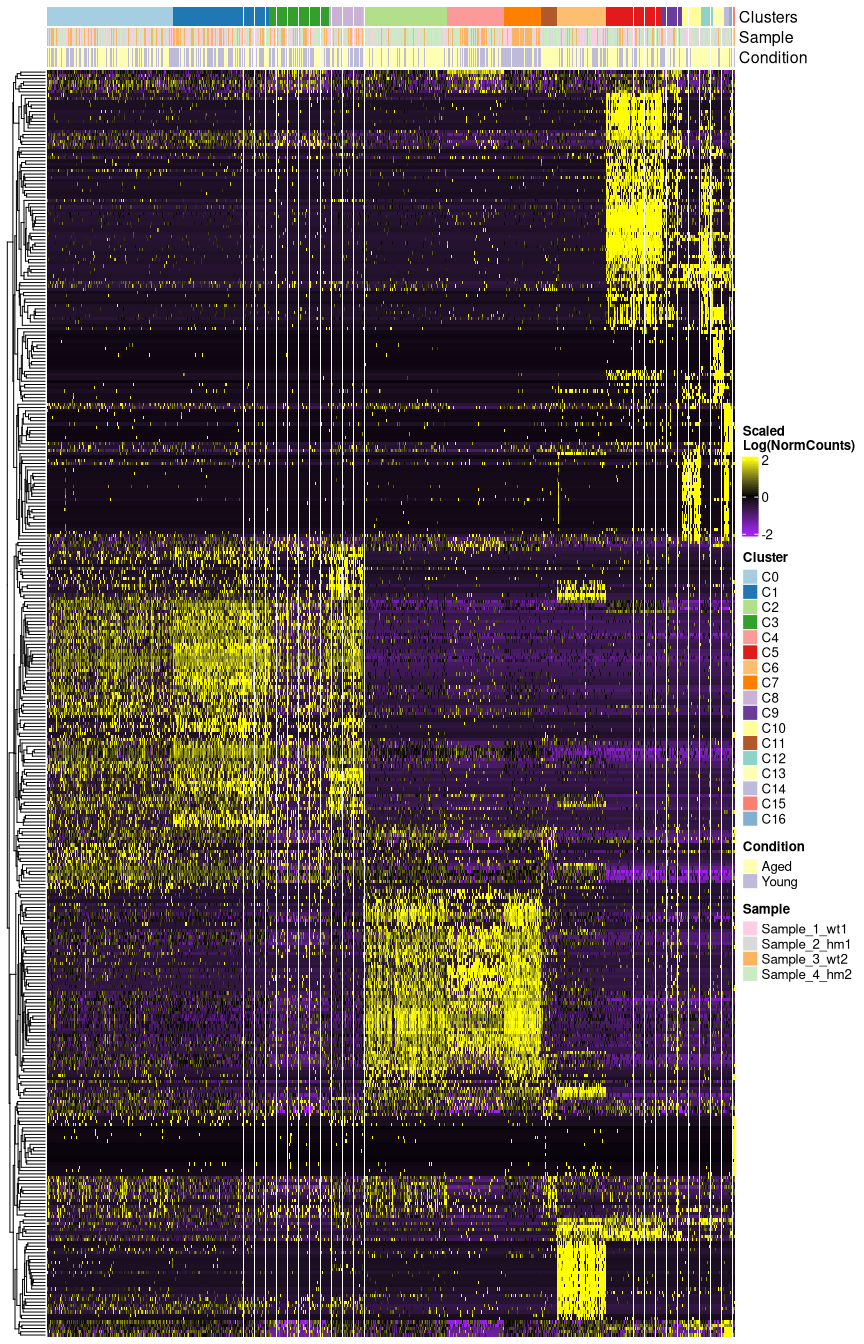 Clusters
Sample
Condition
Scaled
Log(NormCounts)
2
0
-2
Cluster
C0
C1
C2
C3
C4
C5
C6
C7
C8
C9
C10
C11
C12
C13
C14
C15
C16
Condition
Aged
Young
Sample
Sample_1_wt1
Sample_2_hm1
Sample_3_wt2
Sample_4_hm2